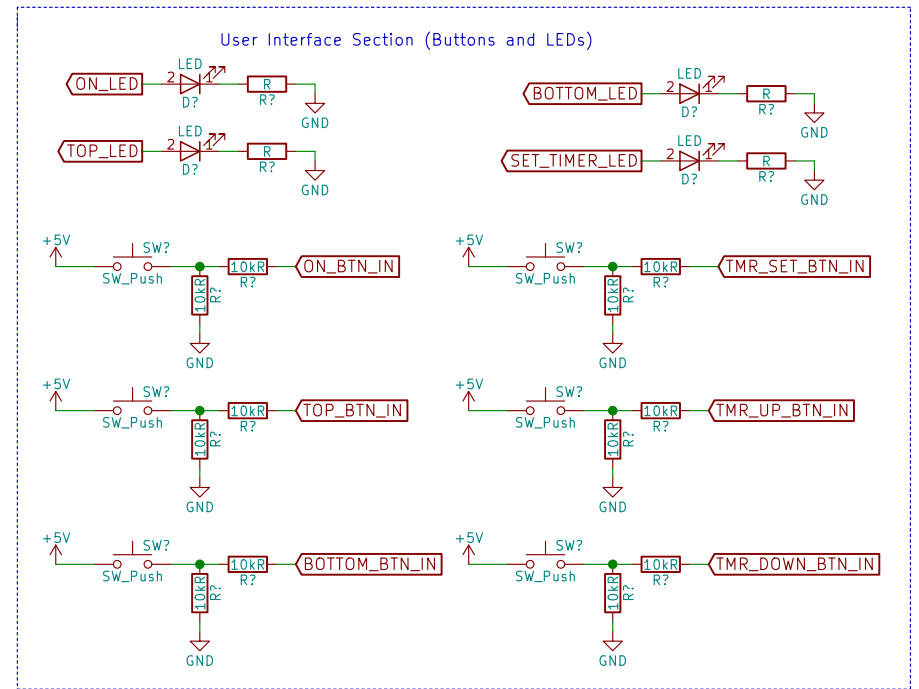 User Interface Section (Buttons and LEDs)
LED
ON_LED 2 1 R
D? R?
GND
LED
BOTTOM_LED 2 1 R
D? R?
GND
LED
TOP_LED 2 1 R
D? R?
GND
LED
SET_TIMER_LED 2 1 R
D? R?
GND
+5V SW?
10kR ON_BTN_IN
SW_Push R?
10kR R?
GND
+5V SW?
10kR TMR_SET_BTN_IN
SW_Push R?
10kR R?
GND
+5V SW?
10kR TOP_BTN_IN
SW_Push R?
10kR R?
GND
+5V SW?
10kR TMR_UP_BTN_IN
SW_Push R?
10kR R?
GND
+5V SW?
10kR BOTTOM_BTN_IN
SW_Push R?
10kR R?
GND
+5V SW?
10kR TMR_DOWN_BTN_IN
SW_Push R?
10kR R?
GND